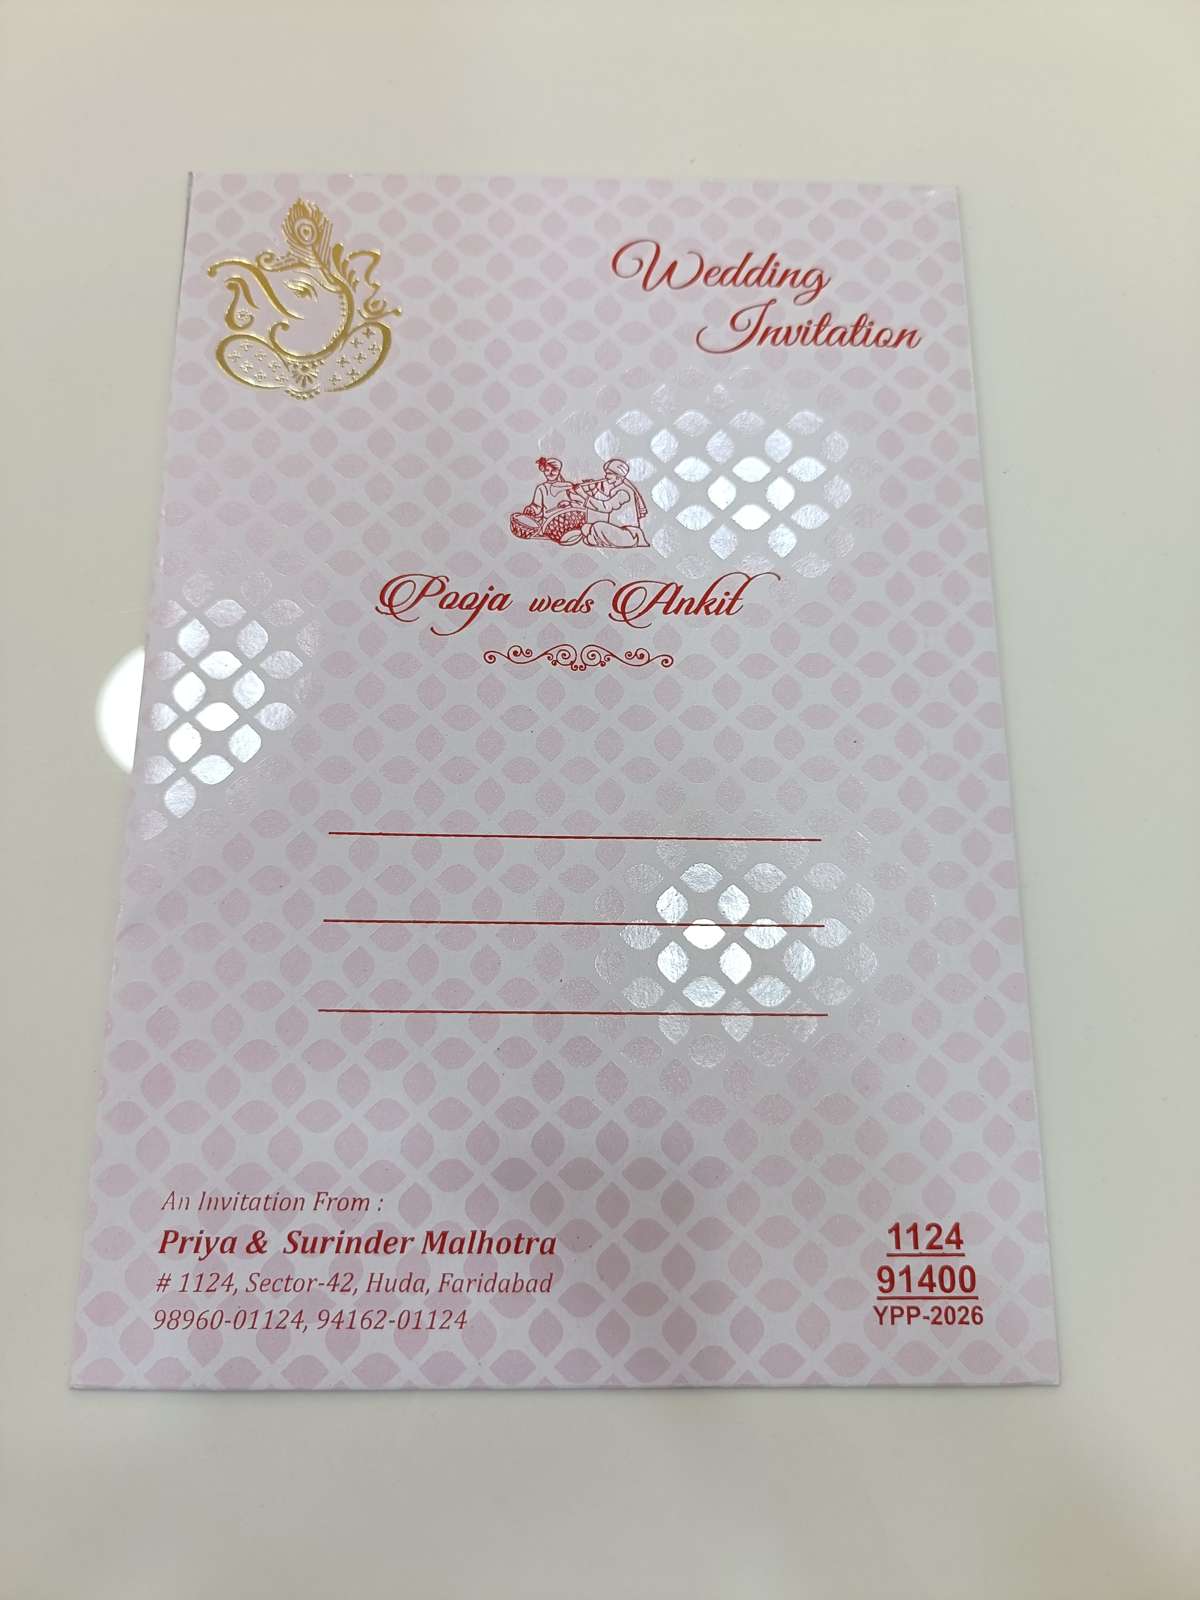 Wedding
Invitation
Pooja weds Ankit
An Invitation From :
Priya & Surinder Malhotra
# 1124, Sector-42, Huda, Faridabad
98960-01124, 94162-01124
1124
91400
YPP-2026